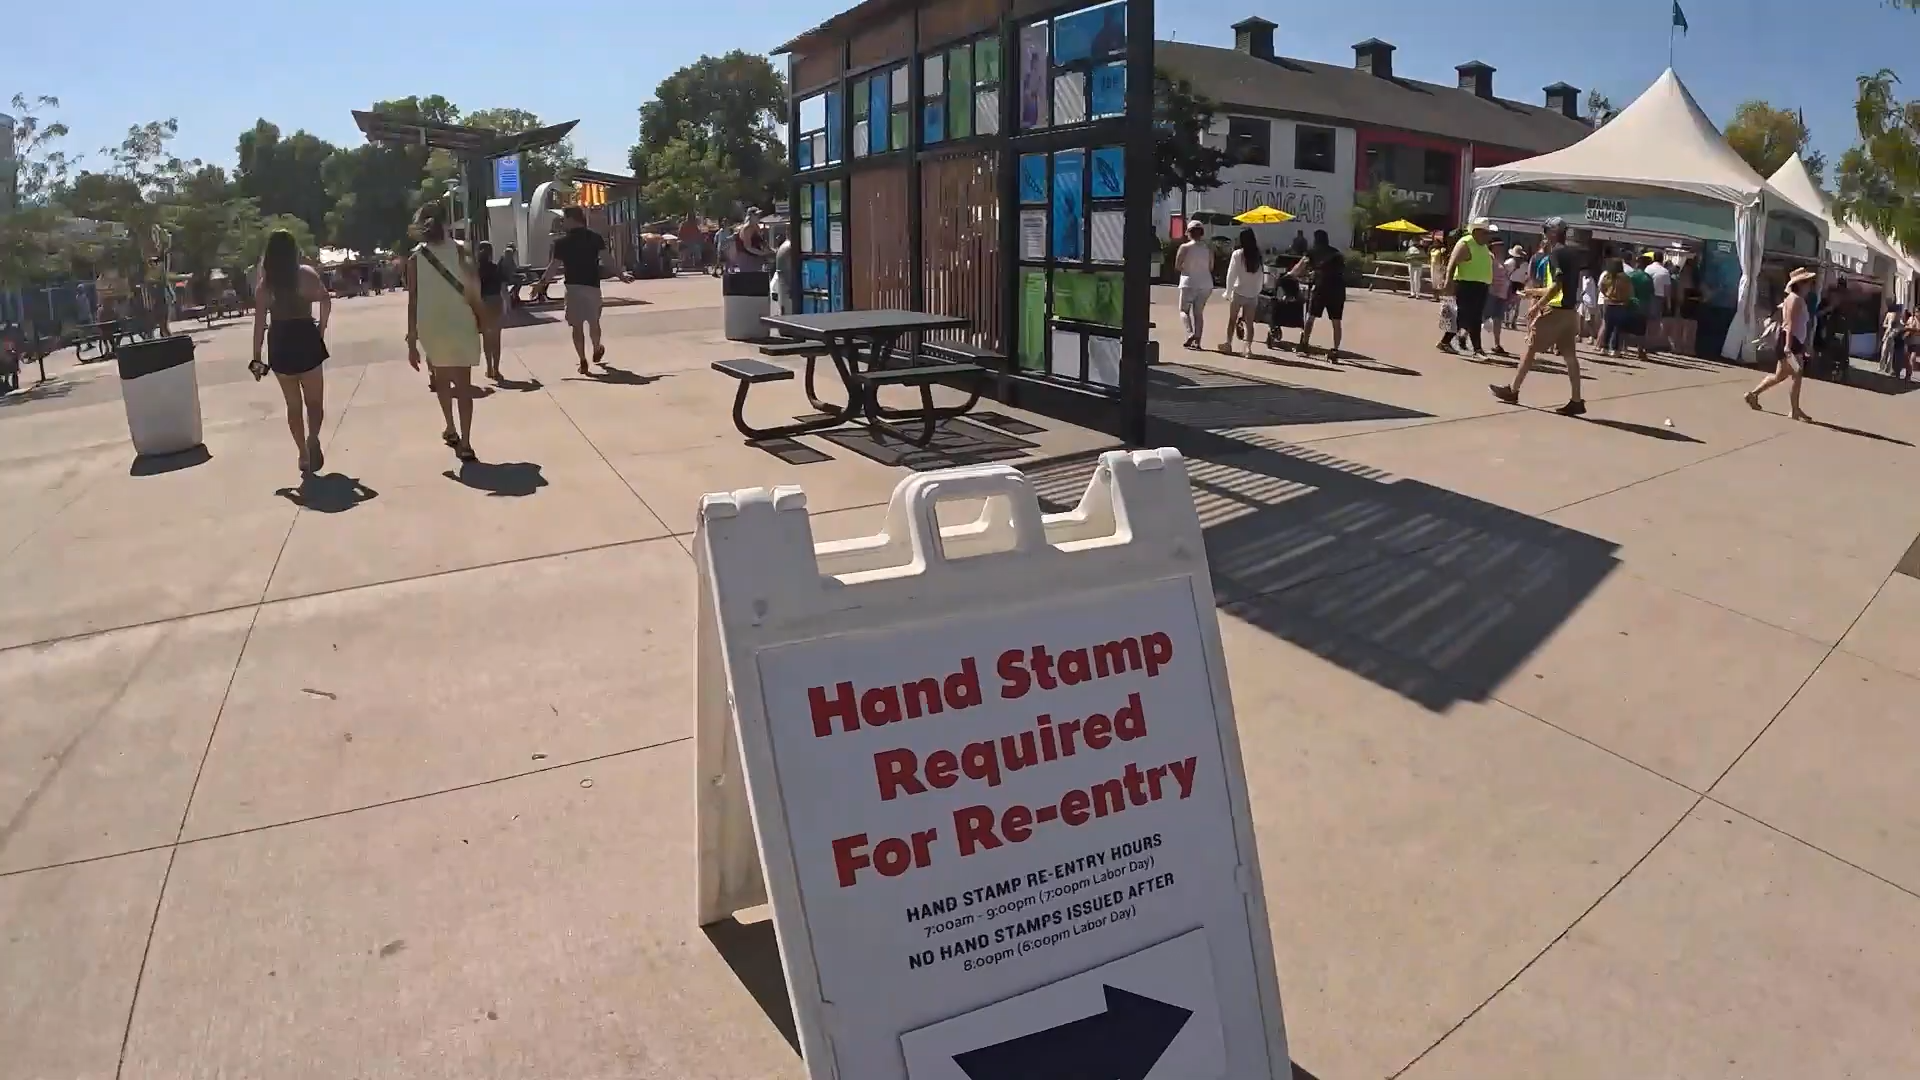 THE
HANGAR
CRAFT
SAMMIES
Hand Stamp
Required
For Re-entry
HAND STAMP RE-ENTRY HOURS
7:00am - 9:00pm (7:00pm Labor Day)
NO HAND STAMPS ISSUED AFTER
8:00pm (6:00pm Labor Day)